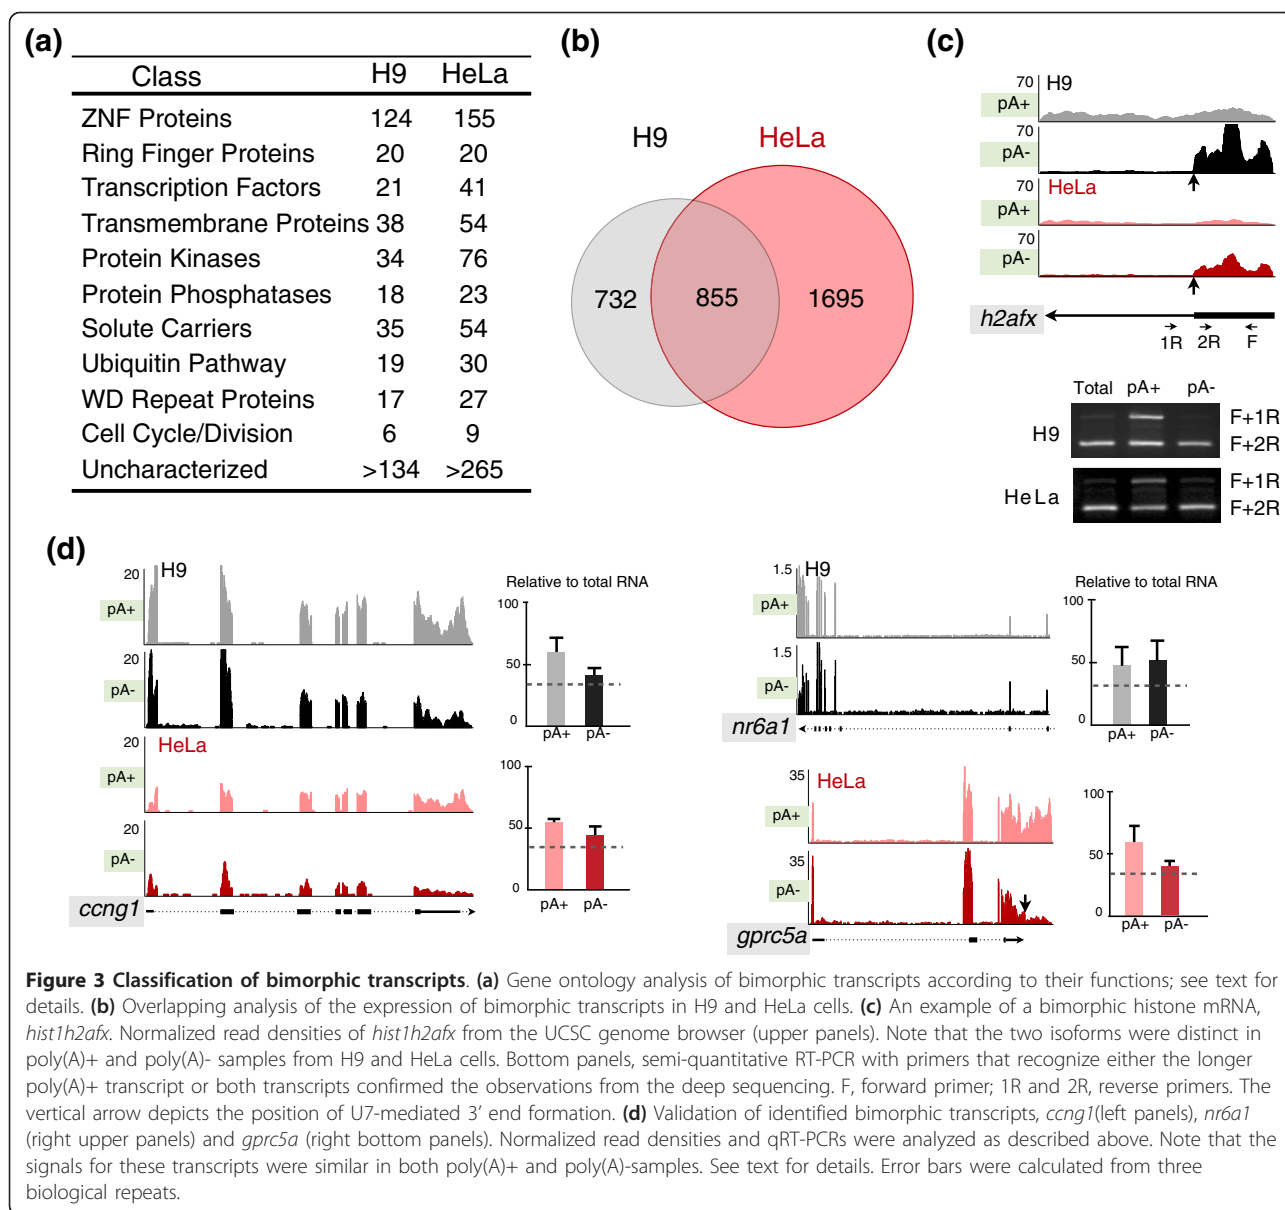 (a)
Class H9 HeLa
ZNF Proteins 124 155
Ring Finger Proteins 20 20
Transcription Factors 21 41
Transmembrane Proteins 38 54
Protein Kinases 34 76
Protein Phosphatases 18 23
Solute Carriers 35 54
Ubiquitin Pathway 19 30
WD Repeat Proteins 17 27
Cell Cycle/Division 6 9
Uncharacterized >134 >265
(b)
H9 HeLa
732 855 1695
(c)
70 H9
pA+
70
pA-
70 HeLa
pA+
70
pA-
h2afx
1R 2R F
Total pA+ pA-
H9 F+1R
F+2R
HeLa F+1R
F+2R
(d)
20 H9
pA+
20
pA-
20 HeLa
pA+
20
pA-
ccng1
Relative to total RNA
100
50
0
pA+ pA-
100
50
0
pA+ pA-
1.5 H9
pA+
1.5
pA-
nr6a1
Relative to total RNA
100
50
0
pA+ pA-
35 HeLa
pA+
35
pA-
gprc5a
100
50
0
pA+ pA-
Figure 3 Classification of bimorphic transcripts. (a) Gene ontology analysis of bimorphic transcripts according to their functions; see text for
details. (b) Overlapping analysis of the expression of bimorphic transcripts in H9 and HeLa cells. (c) An example of a bimorphic histone mRNA,
hist1h2afx. Normalized read densities of hist1h2afx from the UCSC genome browser (upper panels). Note that the two isoforms were distinct in
poly(A)+ and poly(A)- samples from H9 and HeLa cells. Bottom panels, semi-quantitative RT-PCR with primers that recognize either the longer
poly(A)+ transcript or both transcripts confirmed the observations from the deep sequencing. F, forward primer; 1R and 2R, reverse primers. The
vertical arrow depicts the position of U7-mediated 3' end formation. (d) Validation of identified bimorphic transcripts, ccng1(left panels), nr6a1
(right upper panels) and gprc5a (right bottom panels). Normalized read densities and qRT-PCRs were analyzed as described above. Note that the
signals for these transcripts were similar in both poly(A)+ and poly(A)-samples. See text for details. Error bars were calculated from three
biological repeats.